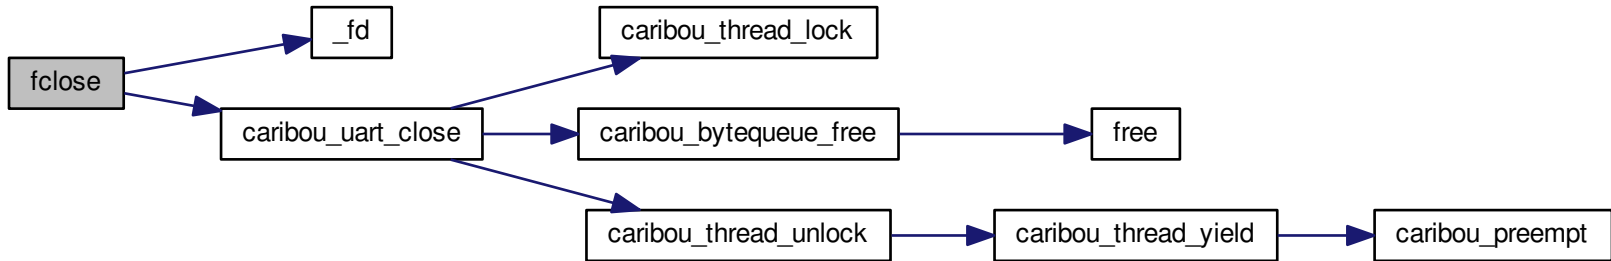 fclose
_fd
caribou_uart_close
caribou_thread_lock
caribou_bytequeue_free
free
caribou_thread_unlock
caribou_thread_yield
caribou_preempt